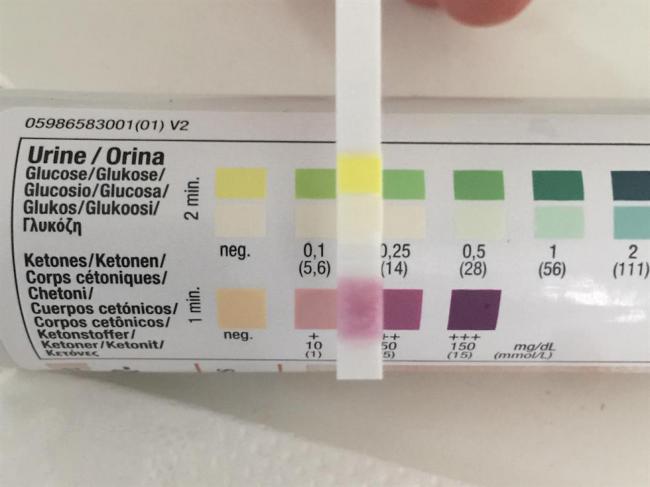 05986583001(01) V2
Urine / Orina
Glucose/Glukose/
Glucosio/Glucosa/
Glukos/Glukoosi/
Γλυκόζη
2 min.
neg. 0,1 0,25 0,5 1 2
(5,6) (14) (28) (56) (111)
Ketones/Ketonen/
Corps cétoniques/
Chetoni/
Cuerpos cetónicos/
Corpos cetônicos/
Ketonstoffer/
Ketoner/Ketonit/
Κετόνες
1 min.
neg. + ++ +++
10 50 150 mg/dL
(1) (5) (15) (mmol/L)